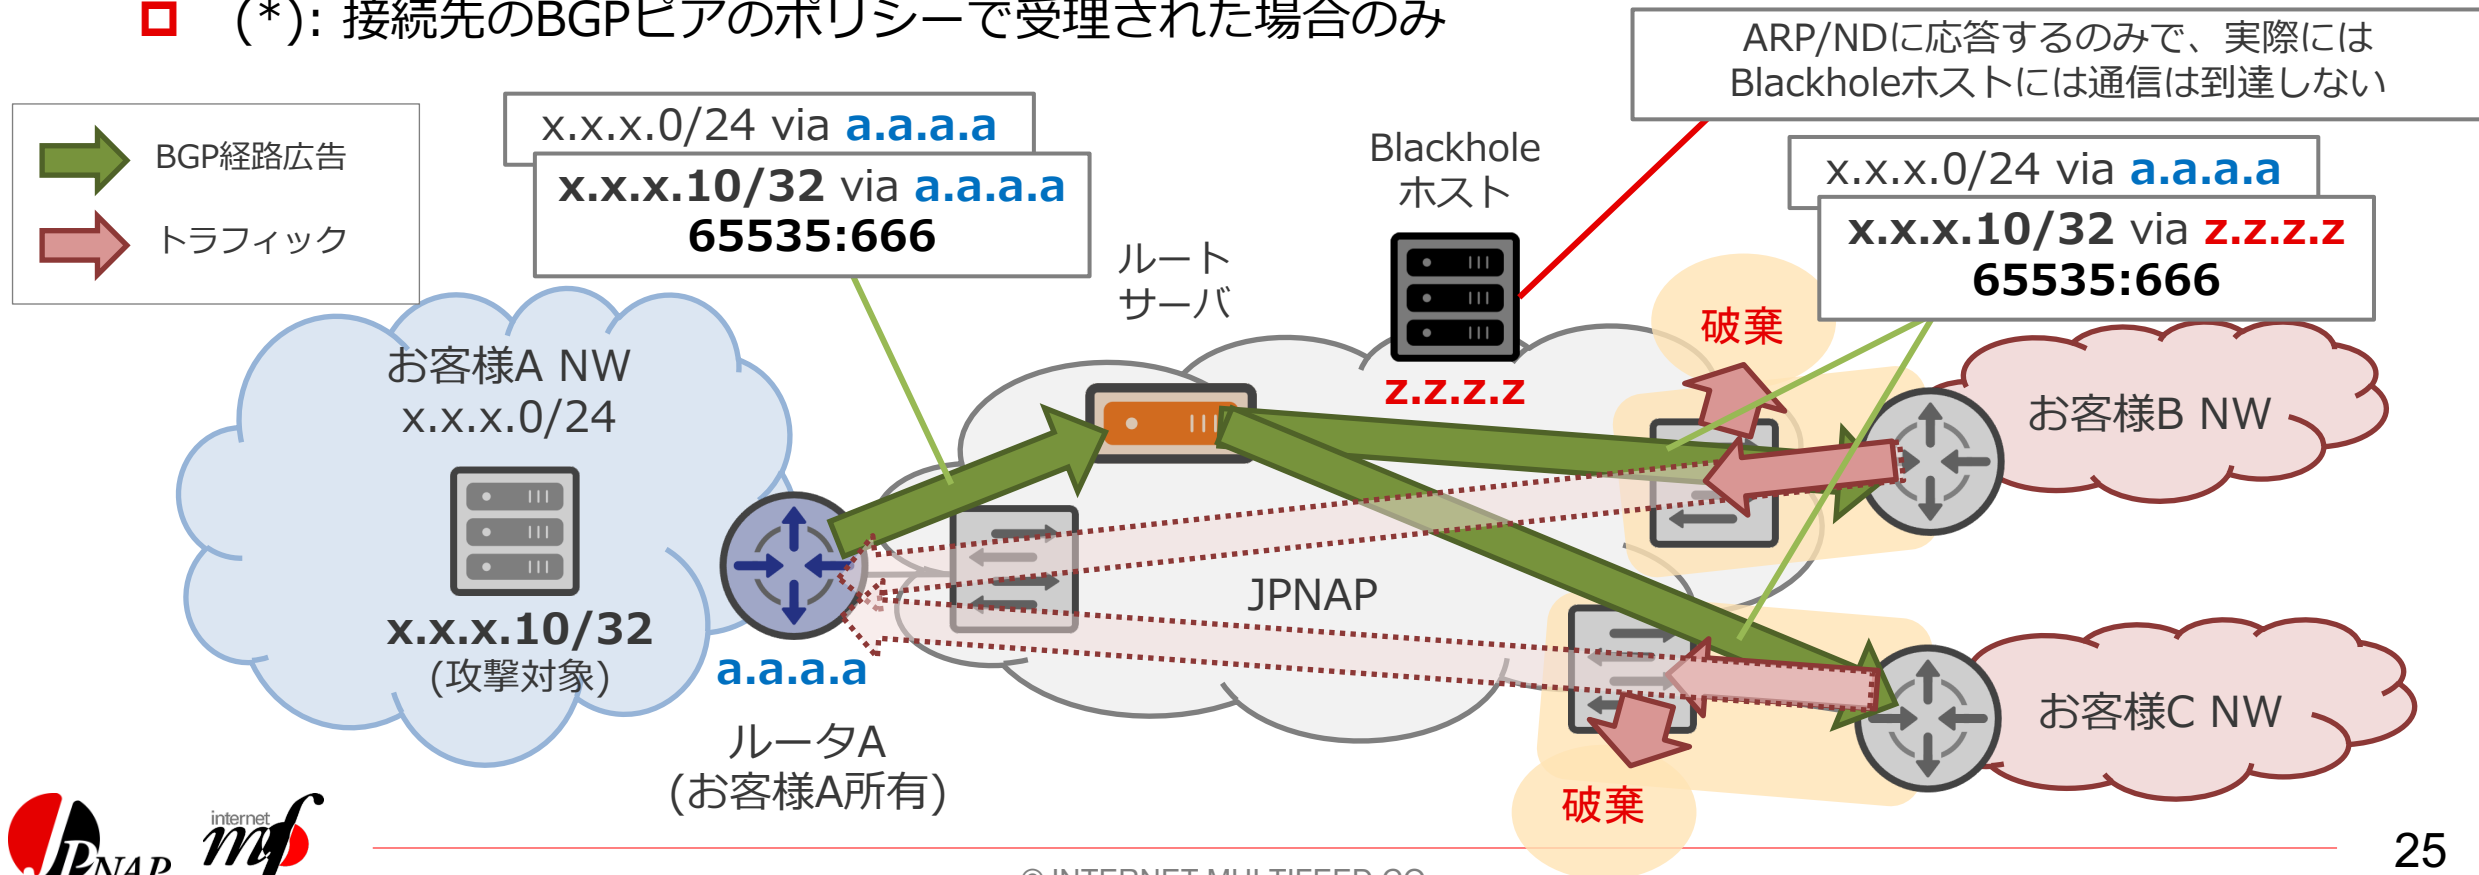 (*): 接続先のBGPピアのポリシーで受理された場合のみ
ARP/NDに応答するのみで、実際には
Blackholeホストには通信は到達しない
BGP経路広告
トラフィック
x.x.x.0/24 via a.a.a.a
x.x.x.10/32 via a.a.a.a
65535:666
Blackhole
ホスト
x.x.x.0/24 via a.a.a.a
x.x.x.10/32 via z.z.z.z
65535:666
ルート
サーバ
破棄
お客様A NW
x.x.x.0/24
z.z.z.z
お客様B NW
JPNAP
x.x.x.10/32
(攻撃対象)
a.a.a.a
ルータA
(お客様A所有)
お客様C NW
破棄
JPNAP
internet
mf
© INTERNET MULTIFEED CO.
25